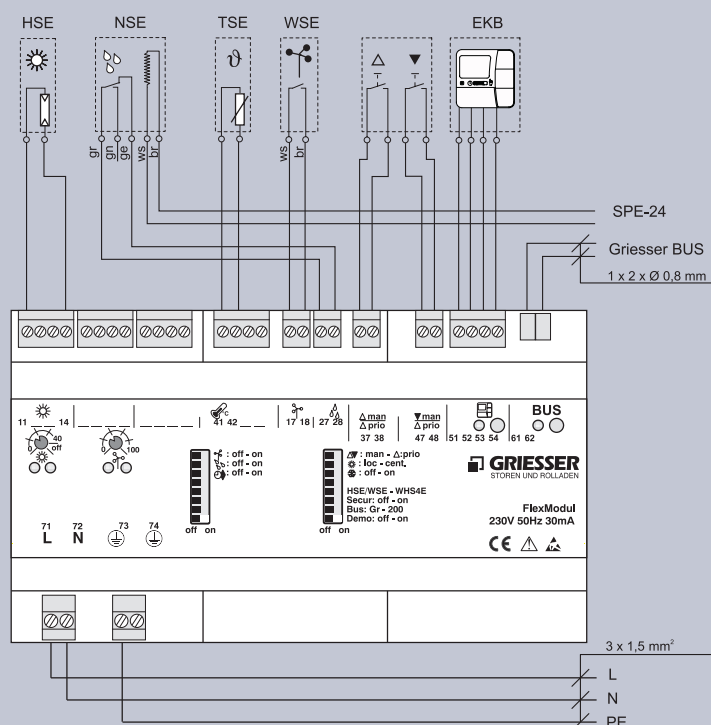 HSE NSE TSE WSE EKB
ϑ
gr gn ge ws br ws br
SPE-24
Griesser BUS
1 x 2 x Ø 0,8 mm
11 14 °C 41 42 17 18 27 28 man prio 37 38 man prio 47 48 51 52 53 54 BUS 61 62
0 40 off
0 100
: off - on
: off - on
: off - on
off on
: man - △:prio
: loc - cent.
: off - on
HSE/WSE - WHS4E
Secur: off - on
Bus: Gr - 200
Demo: off - on
off on
GRIESSER
STOREN UND ROLLADEN
FlexModul
230V 50Hz 30mA
CE
71 72 73 74
L N
3 x 1,5 mm²
L
N
PE